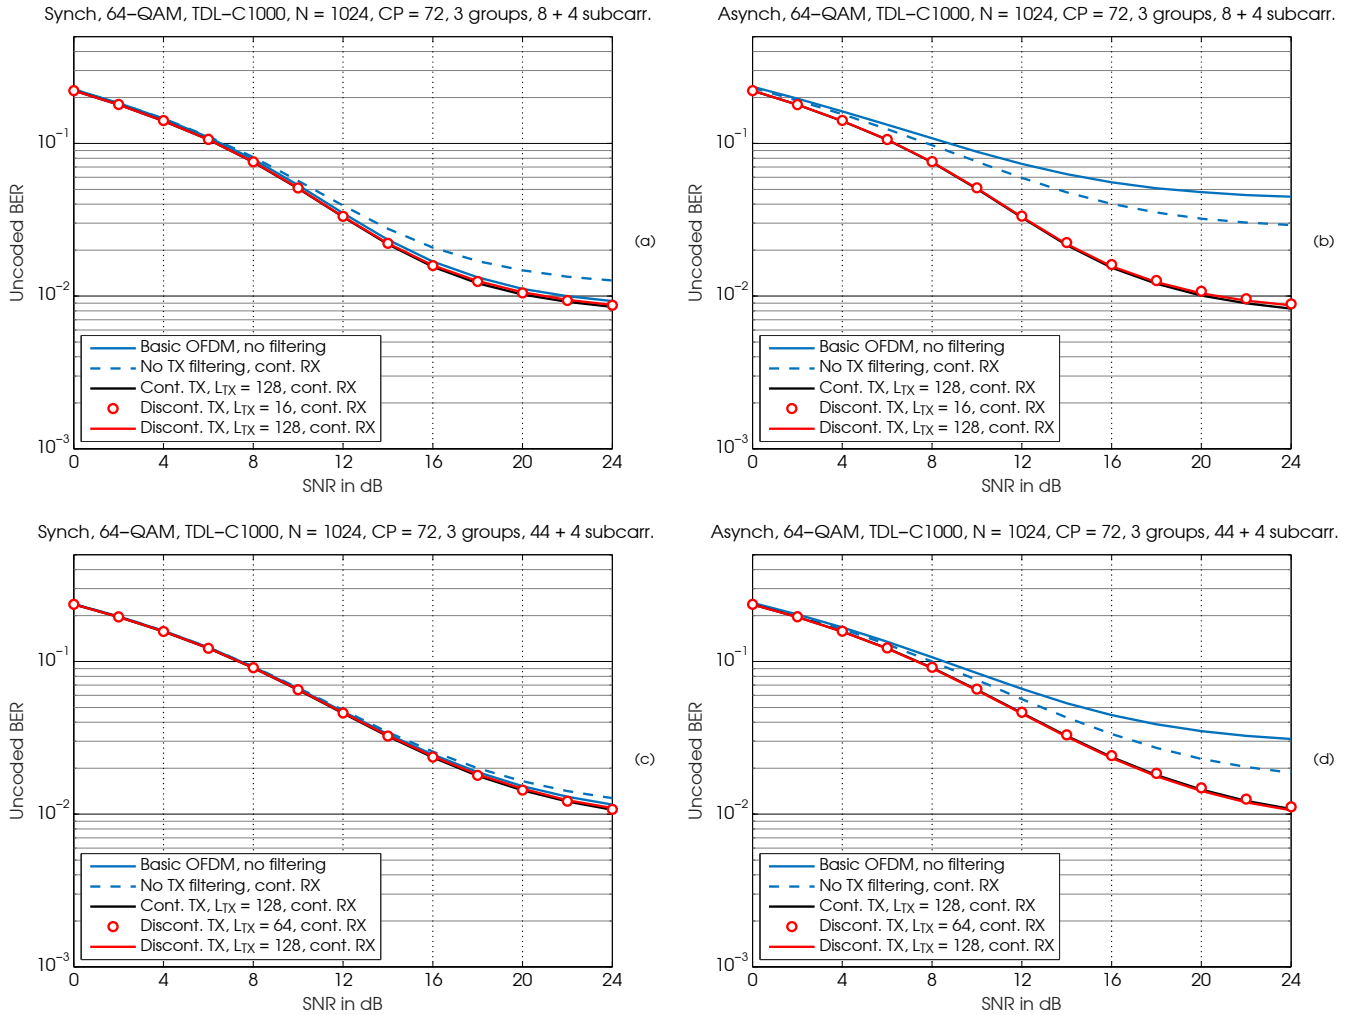 Synch, 64–QAM, TDL–C1000, N = 1024, CP = 72, 3 groups, 8 + 4 subcarr.
10⁻¹
10⁻²
10⁻³
Uncoded BER
Basic OFDM, no filtering
No TX filtering, cont. RX
Cont. TX, L_TX = 128, cont. RX
Discont. TX, L_TX = 16, cont. RX
Discont. TX, L_TX = 128, cont. RX
0 4 8 12 16 20 24
SNR in dB
(a)
Asynch, 64–QAM, TDL–C1000, N = 1024, CP = 72, 3 groups, 8 + 4 subcarr.
10⁻¹
10⁻²
10⁻³
Uncoded BER
Basic OFDM, no filtering
No TX filtering, cont. RX
Cont. TX, L_TX = 128, cont. RX
Discont. TX, L_TX = 16, cont. RX
Discont. TX, L_TX = 128, cont. RX
0 4 8 12 16 20 24
SNR in dB
(b)
Synch, 64–QAM, TDL–C1000, N = 1024, CP = 72, 3 groups, 44 + 4 subcarr.
10⁻¹
10⁻²
10⁻³
Uncoded BER
Basic OFDM, no filtering
No TX filtering, cont. RX
Cont. TX, L_TX = 128, cont. RX
Discont. TX, L_TX = 64, cont. RX
Discont. TX, L_TX = 128, cont. RX
0 4 8 12 16 20 24
SNR in dB
(c)
Asynch, 64–QAM, TDL–C1000, N = 1024, CP = 72, 3 groups, 44 + 4 subcarr.
10⁻¹
10⁻²
10⁻³
Uncoded BER
Basic OFDM, no filtering
No TX filtering, cont. RX
Cont. TX, L_TX = 128, cont. RX
Discont. TX, L_TX = 64, cont. RX
Discont. TX, L_TX = 128, cont. RX
0 4 8 12 16 20 24
SNR in dB
(d)